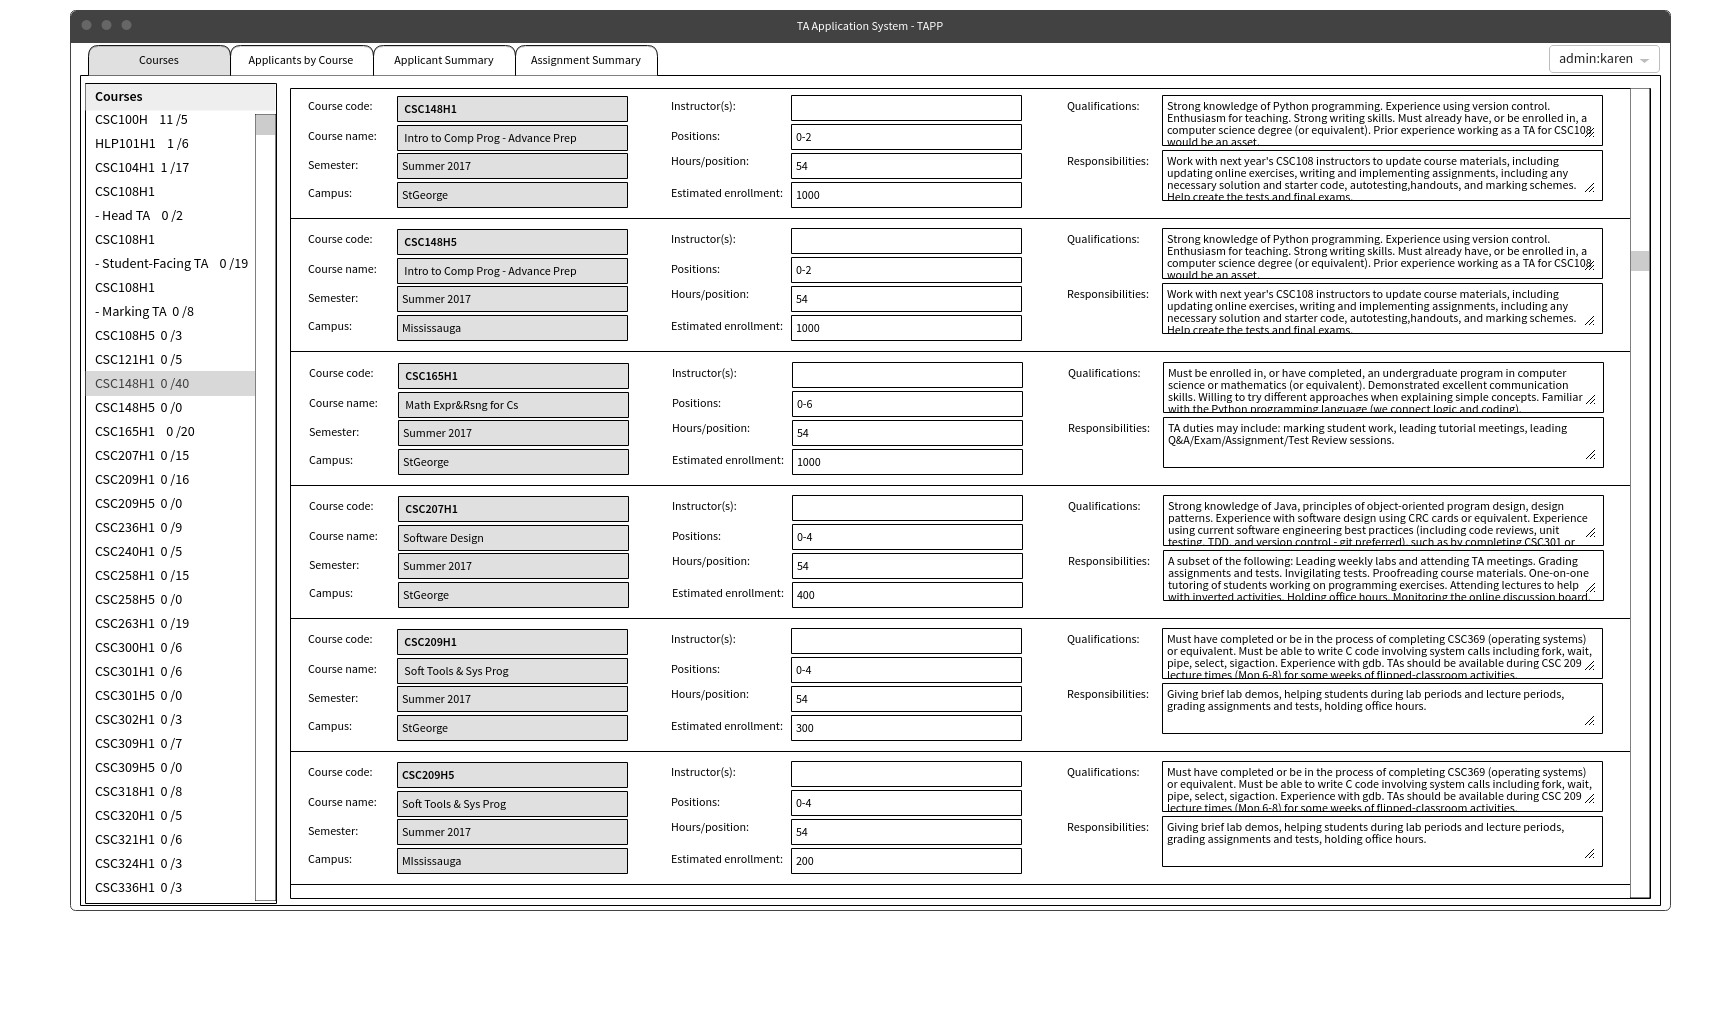 TA Application System - TAPP
Courses
Applicants by Course
Applicant Summary
Assignment Summary
admin:karen
Courses
CSC100H 11 /5
HLP101H1 1 /6
CSC104H1 1 /17
CSC108H1
- Head TA 0 /2
CSC108H1
- Student-Facing TA 0 /19
CSC108H1
- Marking TA 0 /8
CSC108H5 0 /3
CSC121H1 0 /5
CSC148H1 0 /40
CSC148H5 0 /0
CSC165H1 0 /20
CSC207H1 0 /15
CSC209H1 0 /16
CSC209H5 0 /0
CSC236H1 0 /9
CSC240H1 0 /5
CSC258H1 0 /15
CSC258H5 0 /0
CSC263H1 0 /19
CSC300H1 0 /6
CSC301H1 0 /6
CSC301H5 0 /0
CSC302H1 0 /3
CSC309H1 0 /7
CSC309H5 0 /0
CSC318H1 0 /8
CSC320H1 0 /5
CSC321H1 0 /6
CSC324H1 0 /3
CSC336H1 0 /3
Course code: CSC148H1
Course name: Intro to Comp Prog - Advance Prep
Semester: Summer 2017
Campus: StGeorge
Instructor(s):
Positions: 0-2
Hours/position: 54
Estimated enrollment: 1000
Qualifications: Strong knowledge of Python programming. Experience using version control.
Enthusiasm for teaching. Strong writing skills. Must already have, or be enrolled in, a
computer science degree (or equivalent). Prior experience working as a TA for CSC108
would be an asset.
Responsibilities: Work with next year's CSC108 instructors to update course materials, including
updating online exercises, writing and implementing assignments, including any
necessary solution and starter code, autotesting,handouts, and marking schemes.
Help create the tests and final exams.
Course code: CSC148H5
Course name: Intro to Comp Prog - Advance Prep
Semester: Summer 2017
Campus: Mississauga
Instructor(s):
Positions: 0-2
Hours/position: 54
Estimated enrollment: 1000
Qualifications: Strong knowledge of Python programming. Experience using version control.
Enthusiasm for teaching. Strong writing skills. Must already have, or be enrolled in, a
computer science degree (or equivalent). Prior experience working as a TA for CSC108
would be an asset.
Responsibilities: Work with next year's CSC108 instructors to update course materials, including
updating online exercises, writing and implementing assignments, including any
necessary solution and starter code, autotesting,handouts, and marking schemes.
Help create the tests and final exams.
Course code: CSC165H1
Course name: Math Expr&Rsng for Cs
Semester: Summer 2017
Campus: StGeorge
Instructor(s):
Positions: 0-6
Hours/position: 54
Estimated enrollment: 1000
Qualifications: Must be enrolled in, or have completed, an undergraduate program in computer
science or mathematics (or equivalent). Demonstrated excellent communication
skills. Willing to try different approaches when explaining simple concepts. Familiar
with the Python programming language (we connect logic and coding).
Responsibilities: TA duties may include: marking student work, leading tutorial meetings, leading
Q&A/Exam/Assignment/Test Review sessions.
Course code: CSC207H1
Course name: Software Design
Semester: Summer 2017
Campus: StGeorge
Instructor(s):
Positions: 0-4
Hours/position: 54
Estimated enrollment: 400
Qualifications: Strong knowledge of Java, principles of object-oriented program design, design
patterns. Experience with software design using CRC cards or equivalent. Experience
using current software engineering best practices (including code reviews, unit
testing, TDD, and version control - git preferred), such as by completing CSC301 or
Responsibilities: A subset of the following: Leading weekly labs and attending TA meetings. Grading
assignments and tests. Invigilating tests. Proofreading course materials. One-on-one
tutoring of students working on programming exercises. Attending lectures to help
with inverted activities. Holding office hours. Monitoring the online discussion board.
Course code: CSC209H1
Course name: Soft Tools & Sys Prog
Semester: Summer 2017
Campus: StGeorge
Instructor(s):
Positions: 0-4
Hours/position: 54
Estimated enrollment: 300
Qualifications: Must have completed or be in the process of completing CSC369 (operating systems)
or equivalent. Must be able to write C code involving system calls including fork, wait,
pipe, select, sigaction. Experience with gdb. TAs should be available during CSC 209
lecture times (Mon 6-8) for some weeks of flipped-classroom activities.
Responsibilities: Giving brief lab demos, helping students during lab periods and lecture periods,
grading assignments and tests, holding office hours.
Course code: CSC209H5
Course name: Soft Tools & Sys Prog
Semester: Summer 2017
Campus: MIssissauga
Instructor(s):
Positions: 0-4
Hours/position: 54
Estimated enrollment: 200
Qualifications: Must have completed or be in the process of completing CSC369 (operating systems)
or equivalent. Must be able to write C code involving system calls including fork, wait,
pipe, select, sigaction. Experience with gdb. TAs should be available during CSC 209
lecture times (Mon 6-8) for some weeks of flipped-classroom activities.
Responsibilities: Giving brief lab demos, helping students during lab periods and lecture periods,
grading assignments and tests, holding office hours.